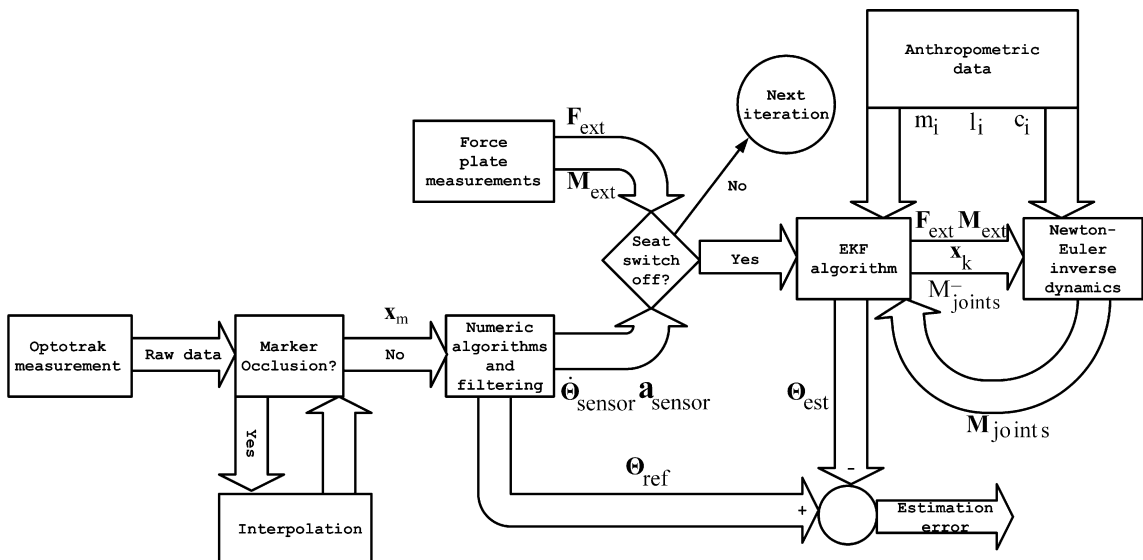 Anthropometric
data
m_i l_i c_i
Next
iteration
F_ext
Force
plate
measurements
M_ext
No
Seat
switch
off?
Yes
EKF
algorithm
F_ext M_ext
x_k
M⁻_joints
Newton-
Euler
inverse
dynamics
Optotrak
measurement
Raw data
Marker
Occlusion?
x_m
No
Numeric
algorithms
and
filtering
Θ̇_sensor a_sensor
Θ_est
M_joints
Yes
Interpolation
Θ_ref
-
+
Estimation
error